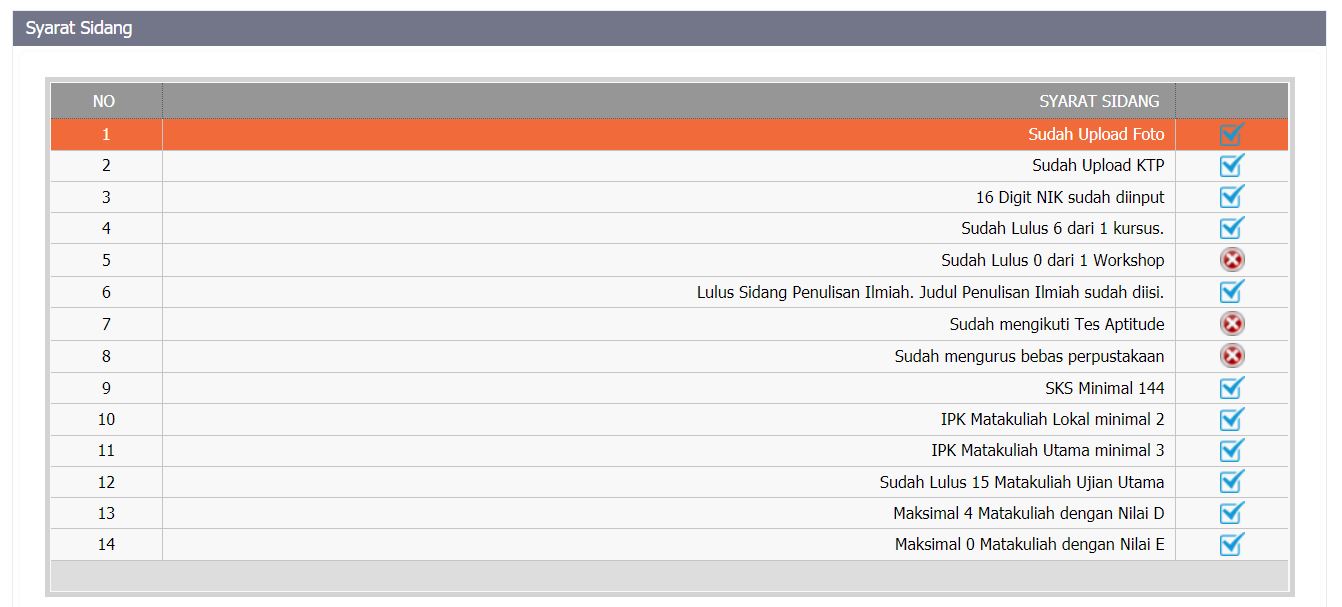 Syarat Sidang
NO SYARAT SIDANG
1 Sudah Upload Foto
2 Sudah Upload KTP
3 16 Digit NIK sudah diinput
4 Sudah Lulus 6 dari 1 kursus.
5 Sudah Lulus 0 dari 1 Workshop
6 Lulus Sidang Penulisan Ilmiah. Judul Penulisan Ilmiah sudah diisi.
7 Sudah mengikuti Tes Aptitude
8 Sudah mengurus bebas perpustakaan
9 SKS Minimal 144
10 IPK Matakuliah Lokal minimal 2
11 IPK Matakuliah Utama minimal 3
12 Sudah Lulus 15 Matakuliah Ujian Utama
13 Maksimal 4 Matakuliah dengan Nilai D
14 Maksimal 0 Matakuliah dengan Nilai E